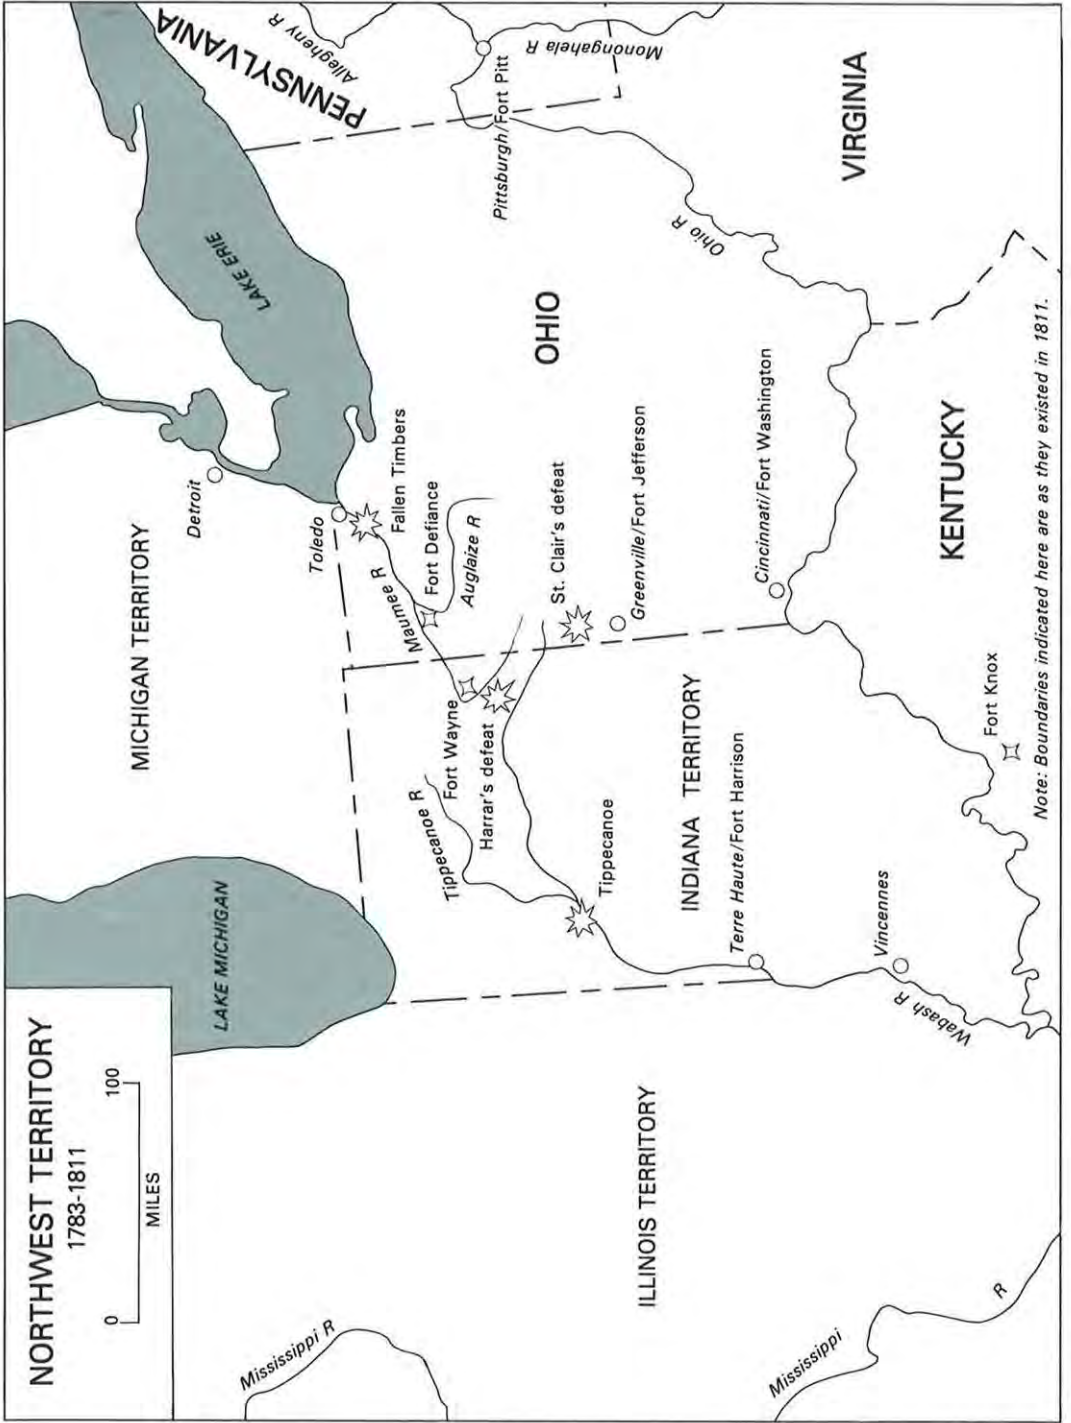 NORTHWEST TERRITORY
1783-1811
0 100
MILES
Mississippi R
Mississippi R
ILLINOIS TERRITORY
LAKE MICHIGAN
MICHIGAN TERRITORY
Detroit
Toledo
LAKE ERIE
PENNSYLVANIA
Allegheny R
Pittsburgh/Fort Pitt
Monongahela R
Fallen Timbers
Maumee R
Fort Defiance
Auglaize R
Fort Wayne
Harrar's defeat
Tippecanoe R
Tippecanoe
St. Clair's defeat
Greenville/Fort Jefferson
OHIO
Ohio R
VIRGINIA
INDIANA TERRITORY
Terre Haute/Fort Harrison
Cincinnati/Fort Washington
Vincennes
Wabash R
Fort Knox
KENTUCKY
Note: Boundaries indicated here are as they existed in 1811.